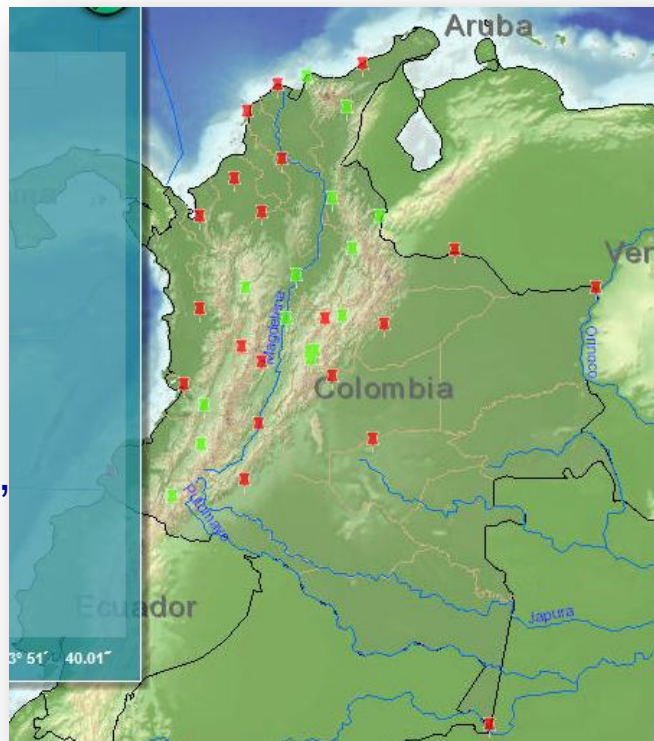 Aruba
Ver
Orinoco
Magdalena
Colombia
,
Putumayo
Ecuador
Japura
3° 51´ 40.01˝